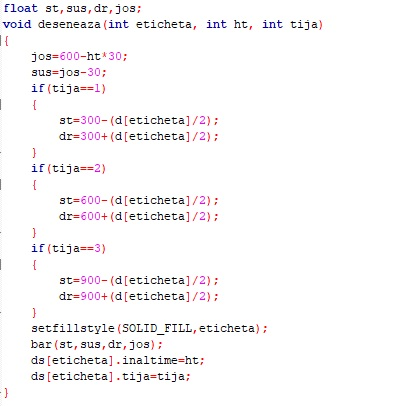 float st,sus,dr,jos;
void deseneaza(int eticheta, int ht, int tija)
{
    jos=600-ht*30;
    sus=jos-30;
    if(tija==1)
    {
        st=300-(d[eticheta]/2);
        dr=300+(d[eticheta]/2);
    }
    if(tija==2)
    {
        st=600-(d[eticheta]/2);
        dr=600+(d[eticheta]/2);
    }
    if(tija==3)
    {
        st=900-(d[eticheta]/2);
        dr=900+(d[eticheta]/2);
    }
    setfillstyle(SOLID_FILL,eticheta);
    bar(st,sus,dr,jos);
    ds[eticheta].inaltime=ht;
    ds[eticheta].tija=tija;
}